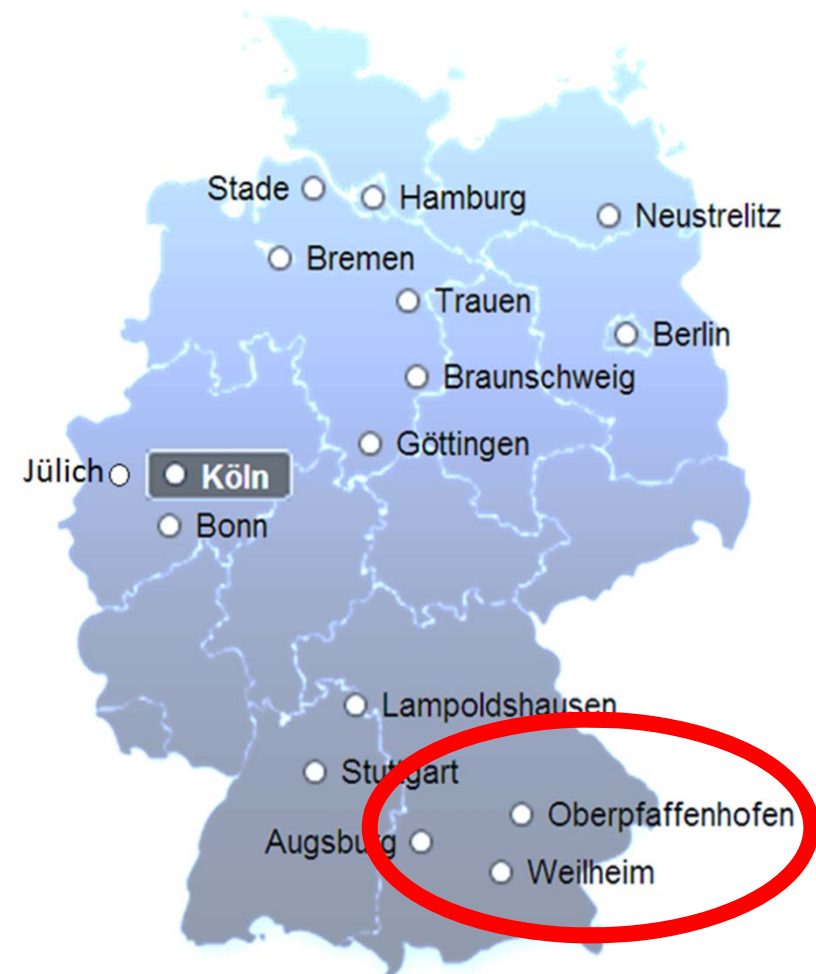 Stade
Hamburg
Neustrelitz
Bremen
Trauen
Berlin
Braunschweig
Göttingen
Jülich
Köln
Bonn
Lampoldshausen
Stuttgart
Oberpfaffenhofen
Augsburg
Weilheim